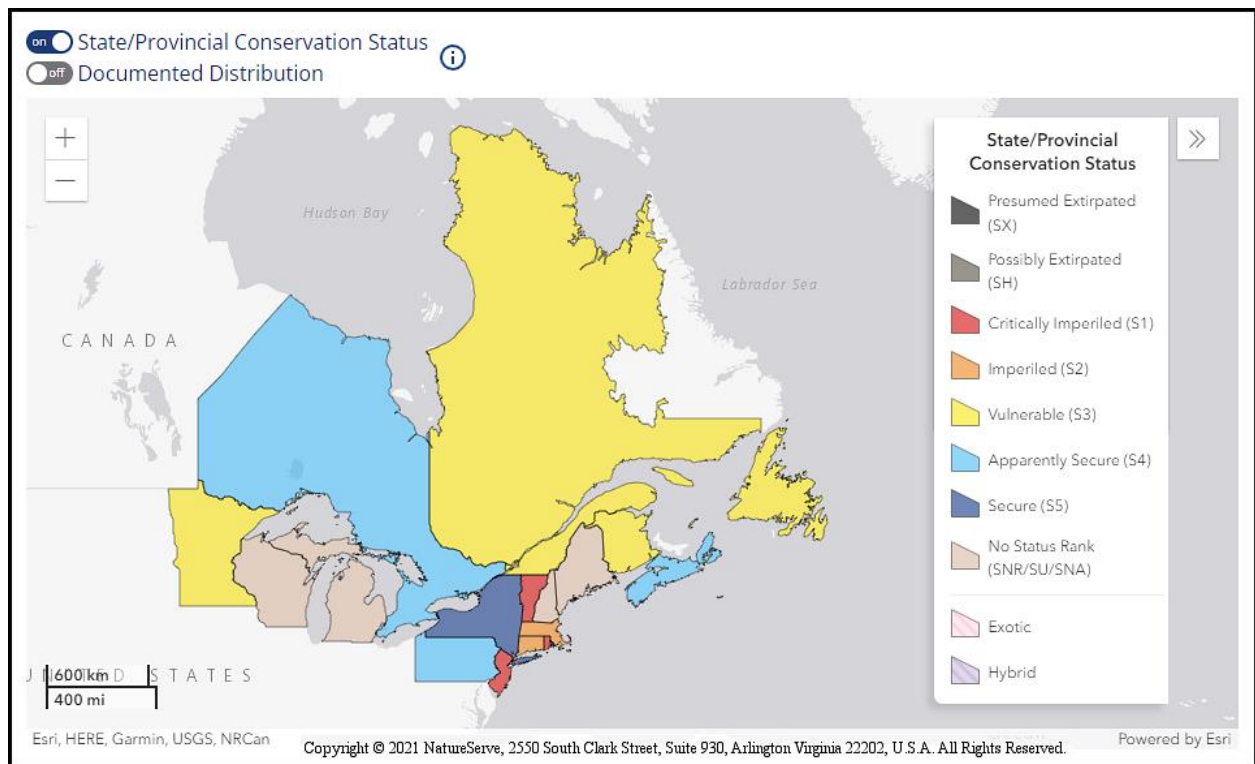 on State/Provincial Conservation Status
off Documented Distribution
i
+
−
Hudson Bay
Labrador Sea
CANADA
UNITED STATES
600 km
400 mi
State/Provincial
Conservation Status
Presumed Extirpated
(SX)
Possibly Extirpated
(SH)
Critically Imperiled (S1)
Imperiled (S2)
Vulnerable (S3)
Apparently Secure (S4)
Secure (S5)
No Status Rank
(SNR/SU/SNA)
Exotic
Hybrid
Esri, HERE, Garmin, USGS, NRCan
Copyright © 2021 NatureServe, 2550 South Clark Street, Suite 930, Arlington Virginia 22202, U.S.A. All Rights Reserved.
Powered by Esri